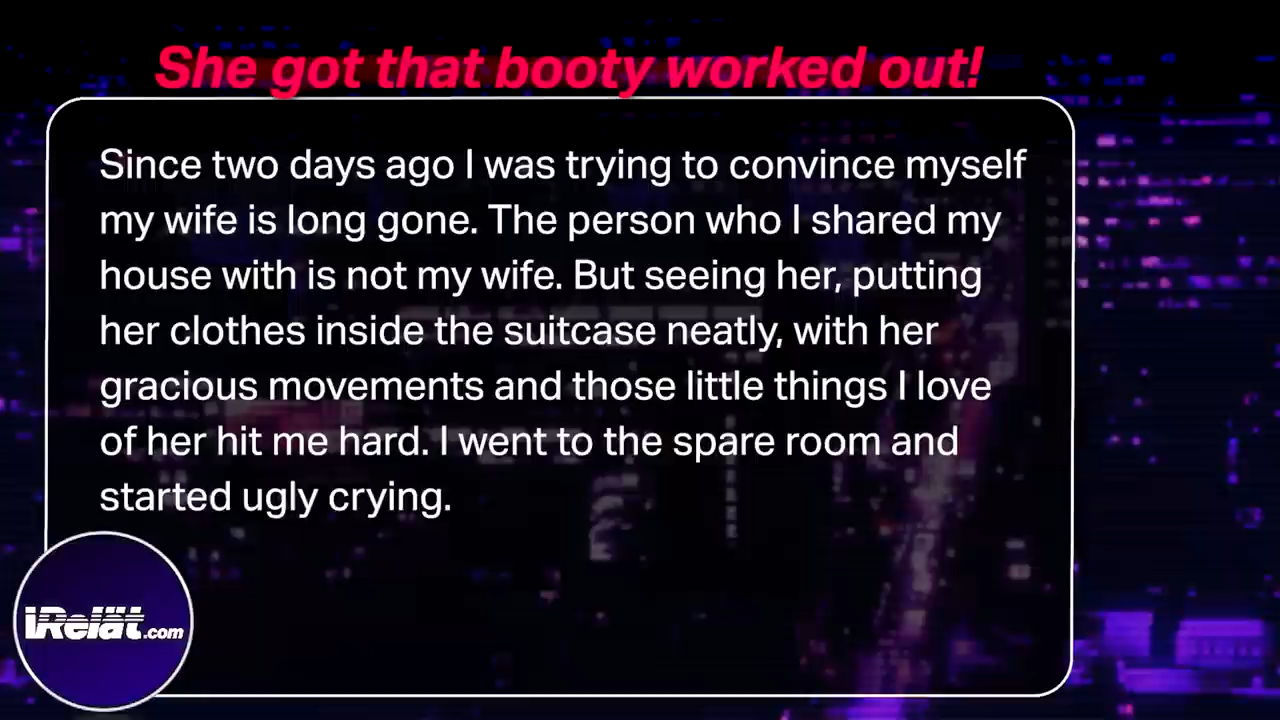 She got that booty worked out!
Since two days ago I was trying to convince myself
my wife is long gone. The person who I shared my
house with is not my wife. But seeing her, putting
her clothes inside the suitcase neatly, with her
gracious movements and those little things I love
of her hit me hard. I went to the spare room and
started ugly crying.
iRelät.com